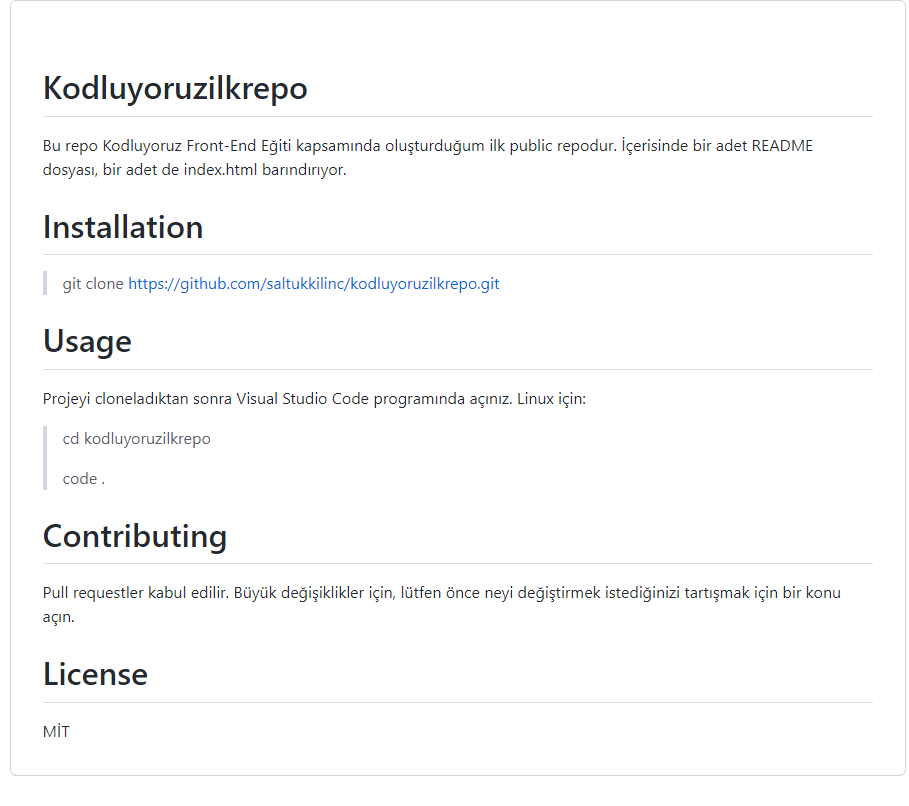 Kodluyoruzilkrepo
Bu repo Kodluyoruz Front-End Eğiti kapsamında oluşturduğum ilk public repodur. İçerisinde bir adet README
dosyası, bir adet de index.html barındırıyor.
Installation
git clone https://github.com/saltukkilinc/kodluyoruzilkrepo.git
Usage
Projeyi cloneladıktan sonra Visual Studio Code programında açınız. Linux için:
cd kodluyoruzilkrepo
code .
Contributing
Pull requestler kabul edilir. Büyük değişiklikler için, lütfen önce neyi değiştirmek istediğinizi tartışmak için bir konu
açın.
License
MİT